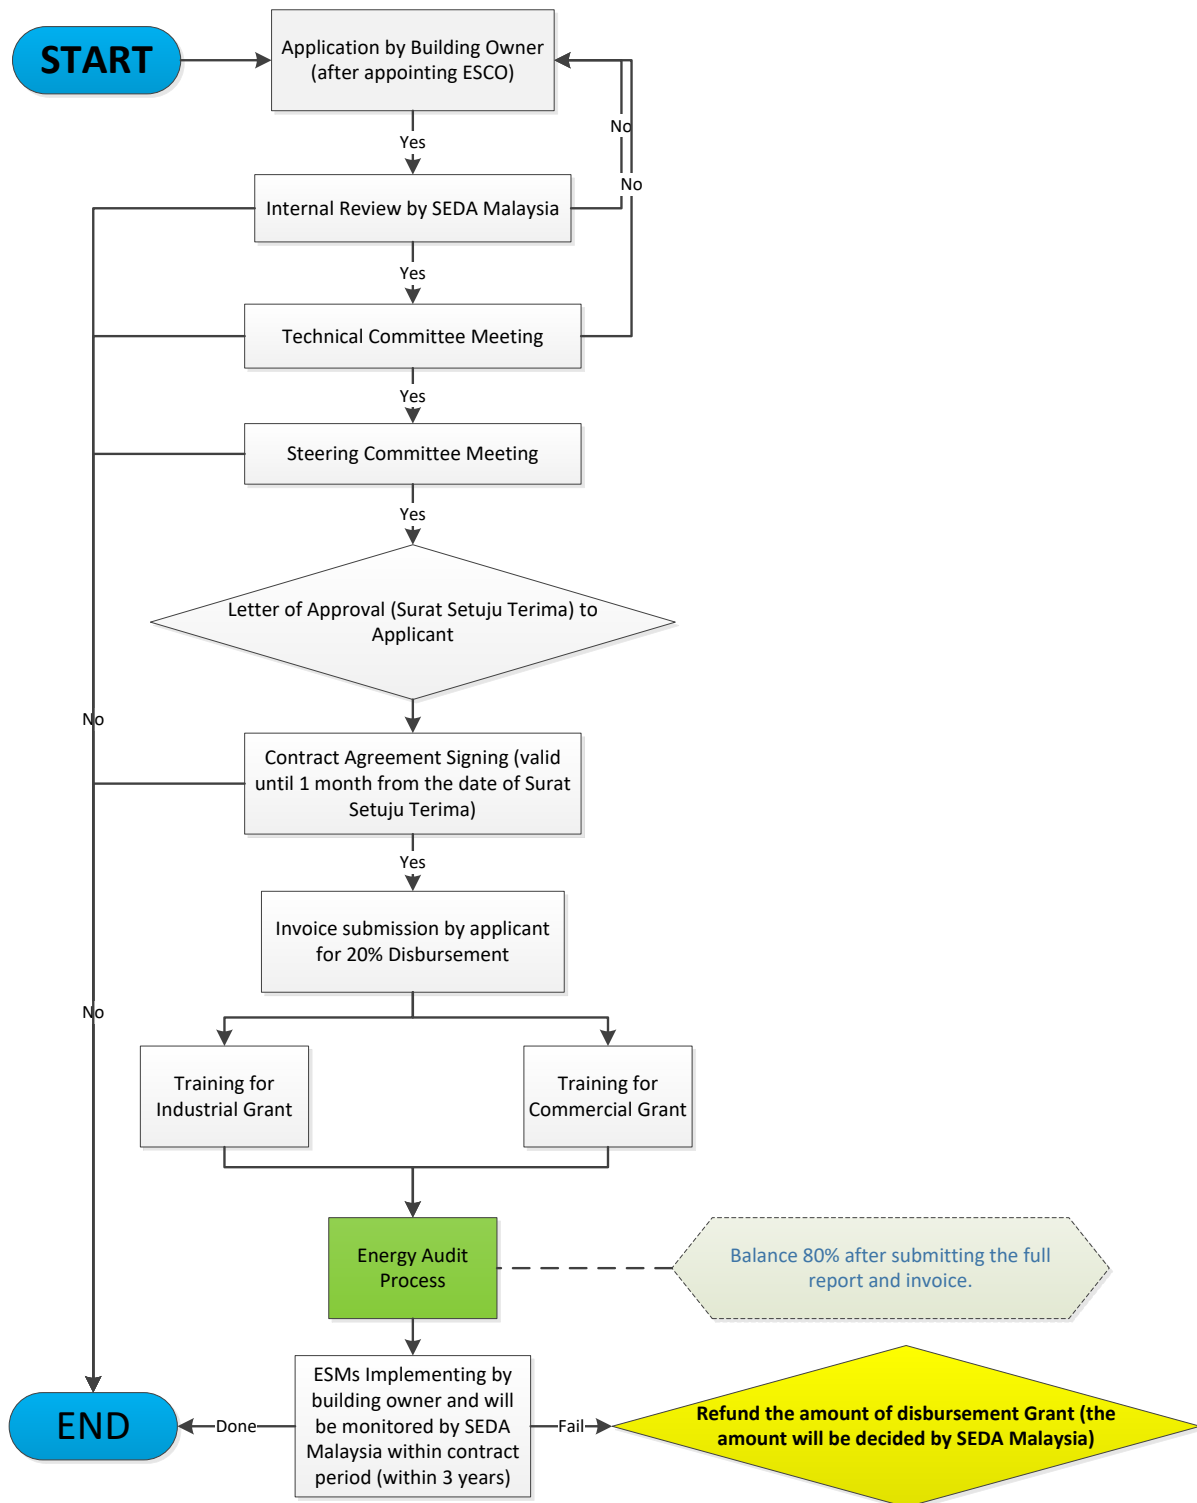 START
Application by Building Owner
(after appointing ESCO)
No
Yes
No
Internal Review by SEDA Malaysia
Yes
Technical Committee Meeting
Yes
Steering Committee Meeting
Yes
Letter of Approval (Surat Setuju Terima) to
Applicant
No
Contract Agreement Signing (valid
until 1 month from the date of Surat
Setuju Terima)
Yes
Invoice submission by applicant
for 20% Disbursement
No
Training for
Industrial Grant
Training for
Commercial Grant
Energy Audit
Process
Balance 80% after submitting the full
report and invoice.
ESMs Implementing by
building owner and will
be monitored by SEDA
Malaysia within contract
period (within 3 years)
END
Done
Fail
Refund the amount of disbursement Grant (the
amount will be decided by SEDA Malaysia)